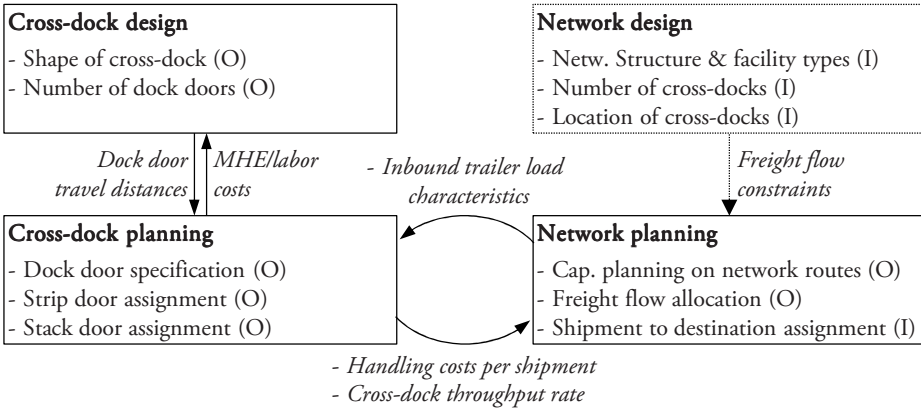 Cross-dock design
- Shape of cross-dock (O)
- Number of dock doors (O)
Network design
- Netw. Structure & facility types (I)
- Number of cross-docks (I)
- Location of cross-docks (I)
Dock door
travel distances
MHE/labor
costs
- Inbound trailer load
characteristics
Freight flow
constraints
Cross-dock planning
- Dock door specification (O)
- Strip door assignment (O)
- Stack door assignment (O)
Network planning
- Cap. planning on network routes (O)
- Freight flow allocation (O)
- Shipment to destination assignment (I)
- Handling costs per shipment
- Cross-dock throughput rate